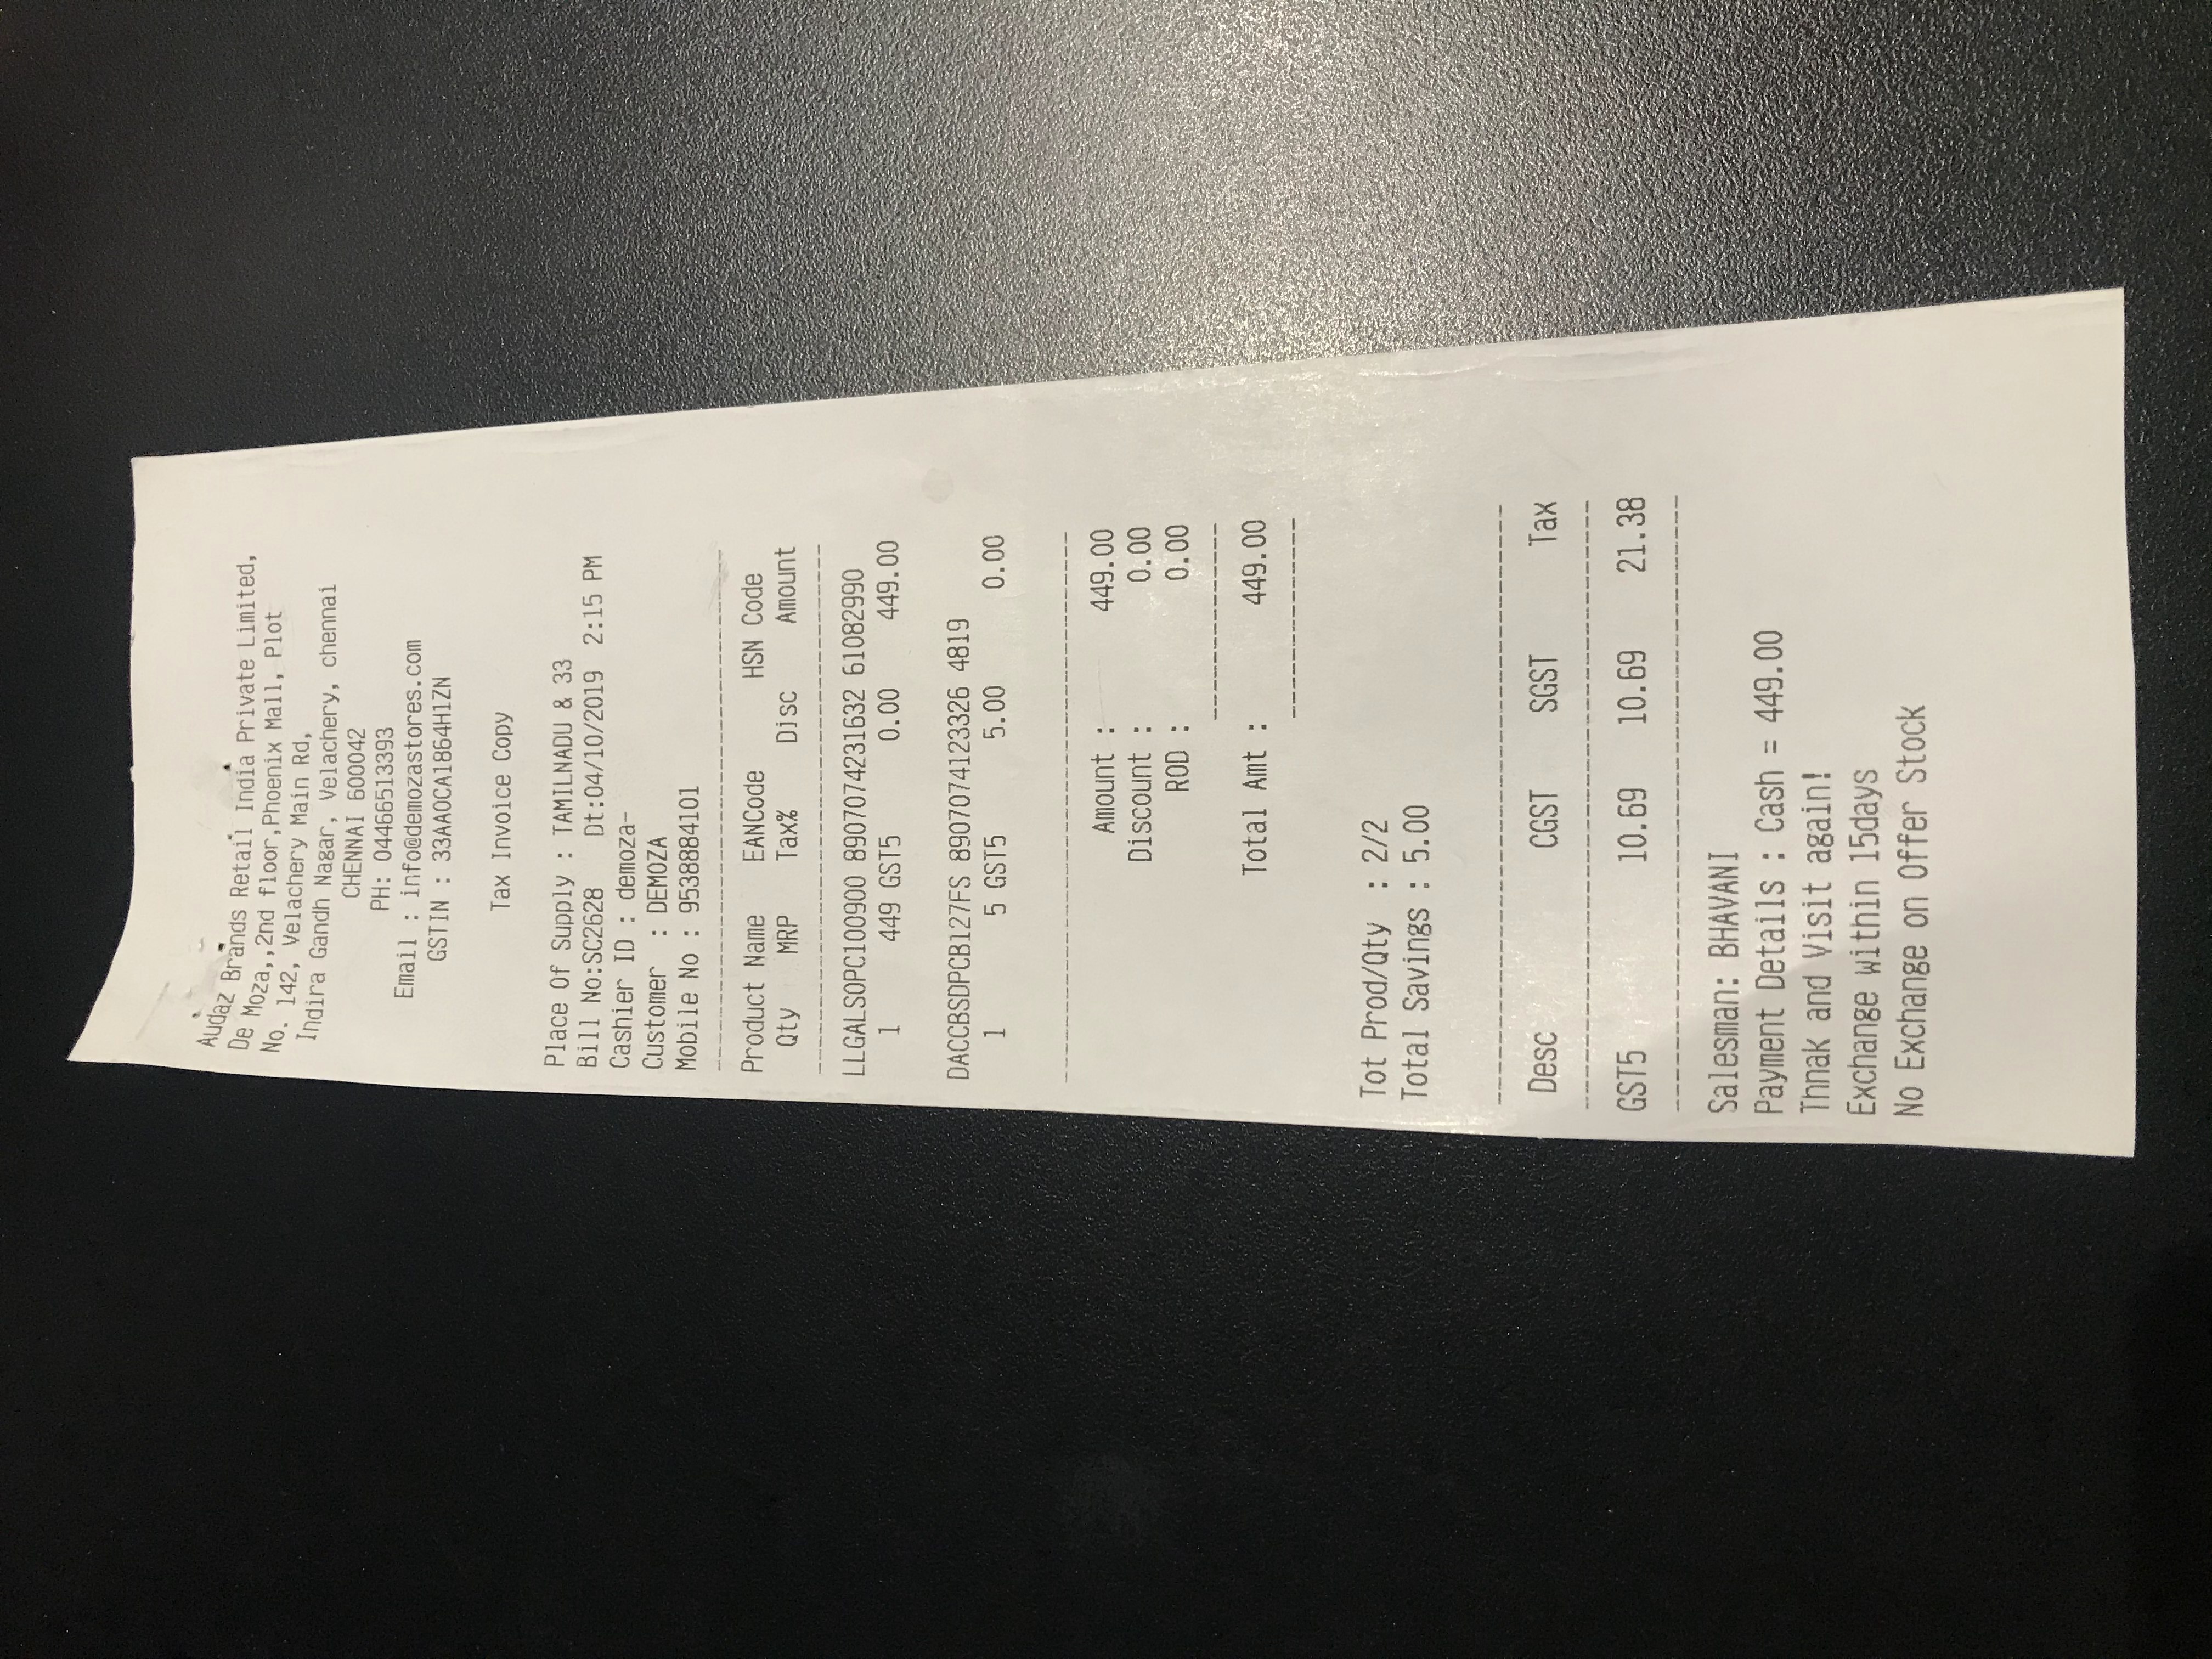 Audaz Brands Retail India Private Limited,
De Moza,,2nd floor,Phoenix Mall, Plot
No. 142, Velachery Main Rd,
Indira Gandh Nagar, Velachery, chennai
CHENNAI 600042
PH: 04466513393
Email : info@demozastores.com
GSTIN : 33AAOCA1864H1ZN
Tax Invoice Copy
Place Of Supply : TAMILNADU & 33
Bill No:SC2628 Dt:04/10/2019 2:15 PM
Cashier ID : demoza-
Customer : DEMOZA
Mobile No : 9538884101
Product Name EANCode HSN Code
Qty MRP Tax% Disc Amount
LLGALSOPC100900 8907074231632 61082990
1 449 GST5 0.00 449.00
DACCBSDPCB127FS 8907074123326 4819
1 5 GST5 5.00 0.00
Amount : 449.00
Discount : 0.00
ROD : 0.00
Total Amt : 449.00
Tot Prod/Qty : 2/2
Total Savings : 5.00
Desc CGST SGST Tax
GST5 10.69 10.69 21.38
Salesman: BHAVANI
Payment Details : Cash = 449.00
Thnak and Visit again!
Exchange within 15days
No Exchange on Offer Stock